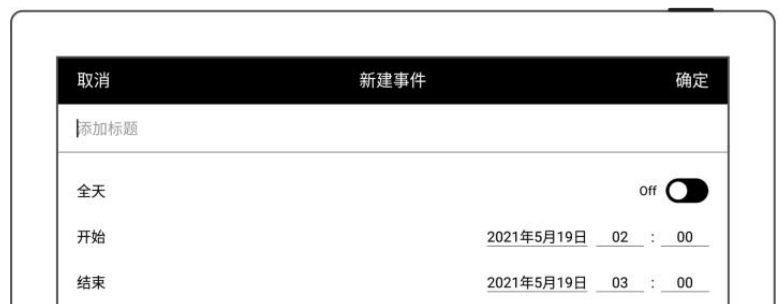 取消 新建事件 确定
添加标题
全天 Off
开始 2021年5月19日 02 : 00
结束 2021年5月19日 03 : 00